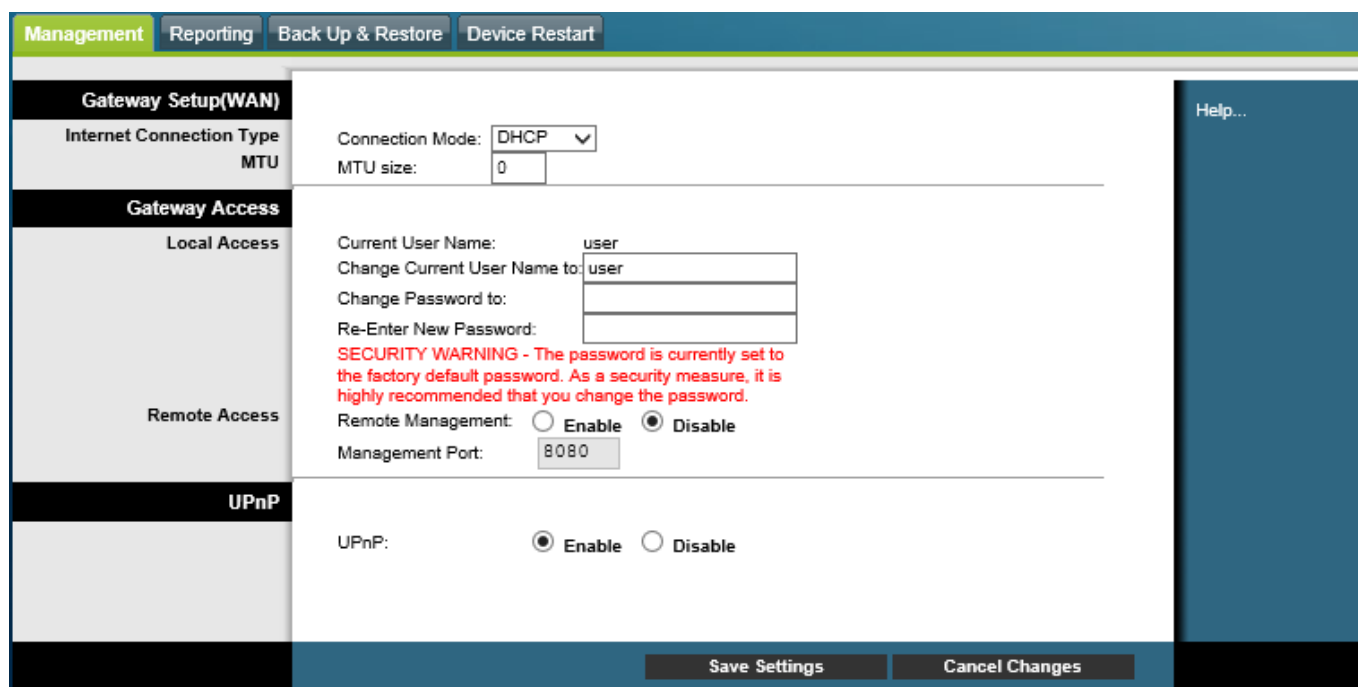 Management Reporting Back Up & Restore Device Restart
Gateway Setup(WAN)
Help...
Internet Connection Type Connection Mode: DHCP
MTU MTU size: 0
Gateway Access
Local Access Current User Name: user
Change Current User Name to: user
Change Password to:
Re-Enter New Password:
SECURITY WARNING - The password is currently set to
the factory default password. As a security measure, it is
highly recommended that you change the password.
Remote Access Remote Management: Enable Disable
Management Port: 8080
UPnP
UPnP: Enable Disable
Save Settings Cancel Changes